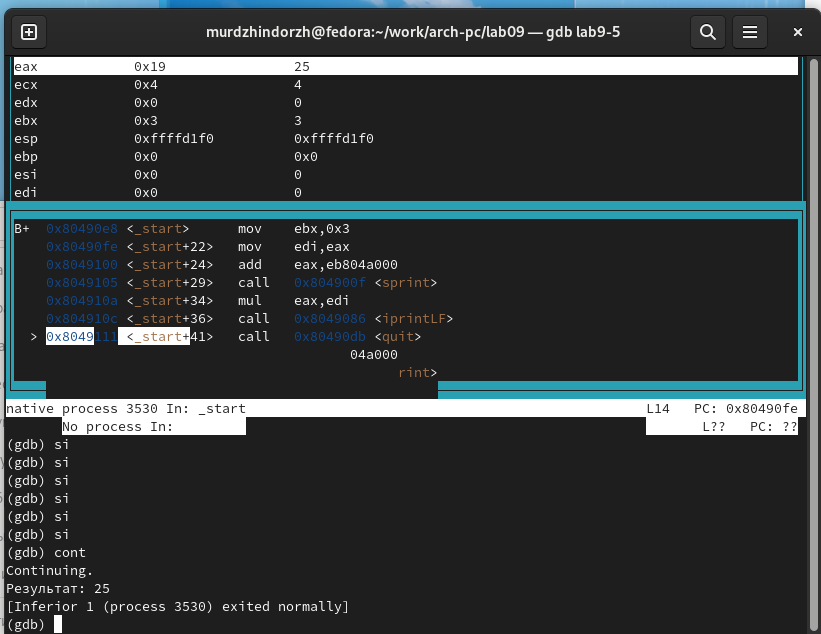 murdzhindorzh@fedora:~/work/arch-pc/lab09 — gdb lab9-5
eax 0x19 25
ecx 0x4 4
edx 0x0 0
ebx 0x3 3
esp 0xffffd1f0 0xffffd1f0
ebp 0x0 0x0
esi 0x0 0
edi 0x0 0
B+ 0x80490e8 <_start> mov ebx,0x3
0x80490fe <_start+22> mov edi,eax
0x8049100 <_start+24> add eax,eb804a000
0x8049105 <_start+29> call 0x804900f <sprint>
0x804910a <_start+34> mul eax,edi
0x804910c <_start+36> call 0x8049086 <iprintLF>
> 0x8049111 <_start+41> call 0x80490db <quit>
04a000
rint>
native process 3530 In: _start L14 PC: 0x80490fe
No process In: L?? PC: ??
(gdb) si
(gdb) si
(gdb) si
(gdb) si
(gdb) si
(gdb) si
(gdb) cont
Continuing.
Результат: 25
[Inferior 1 (process 3530) exited normally]
(gdb)